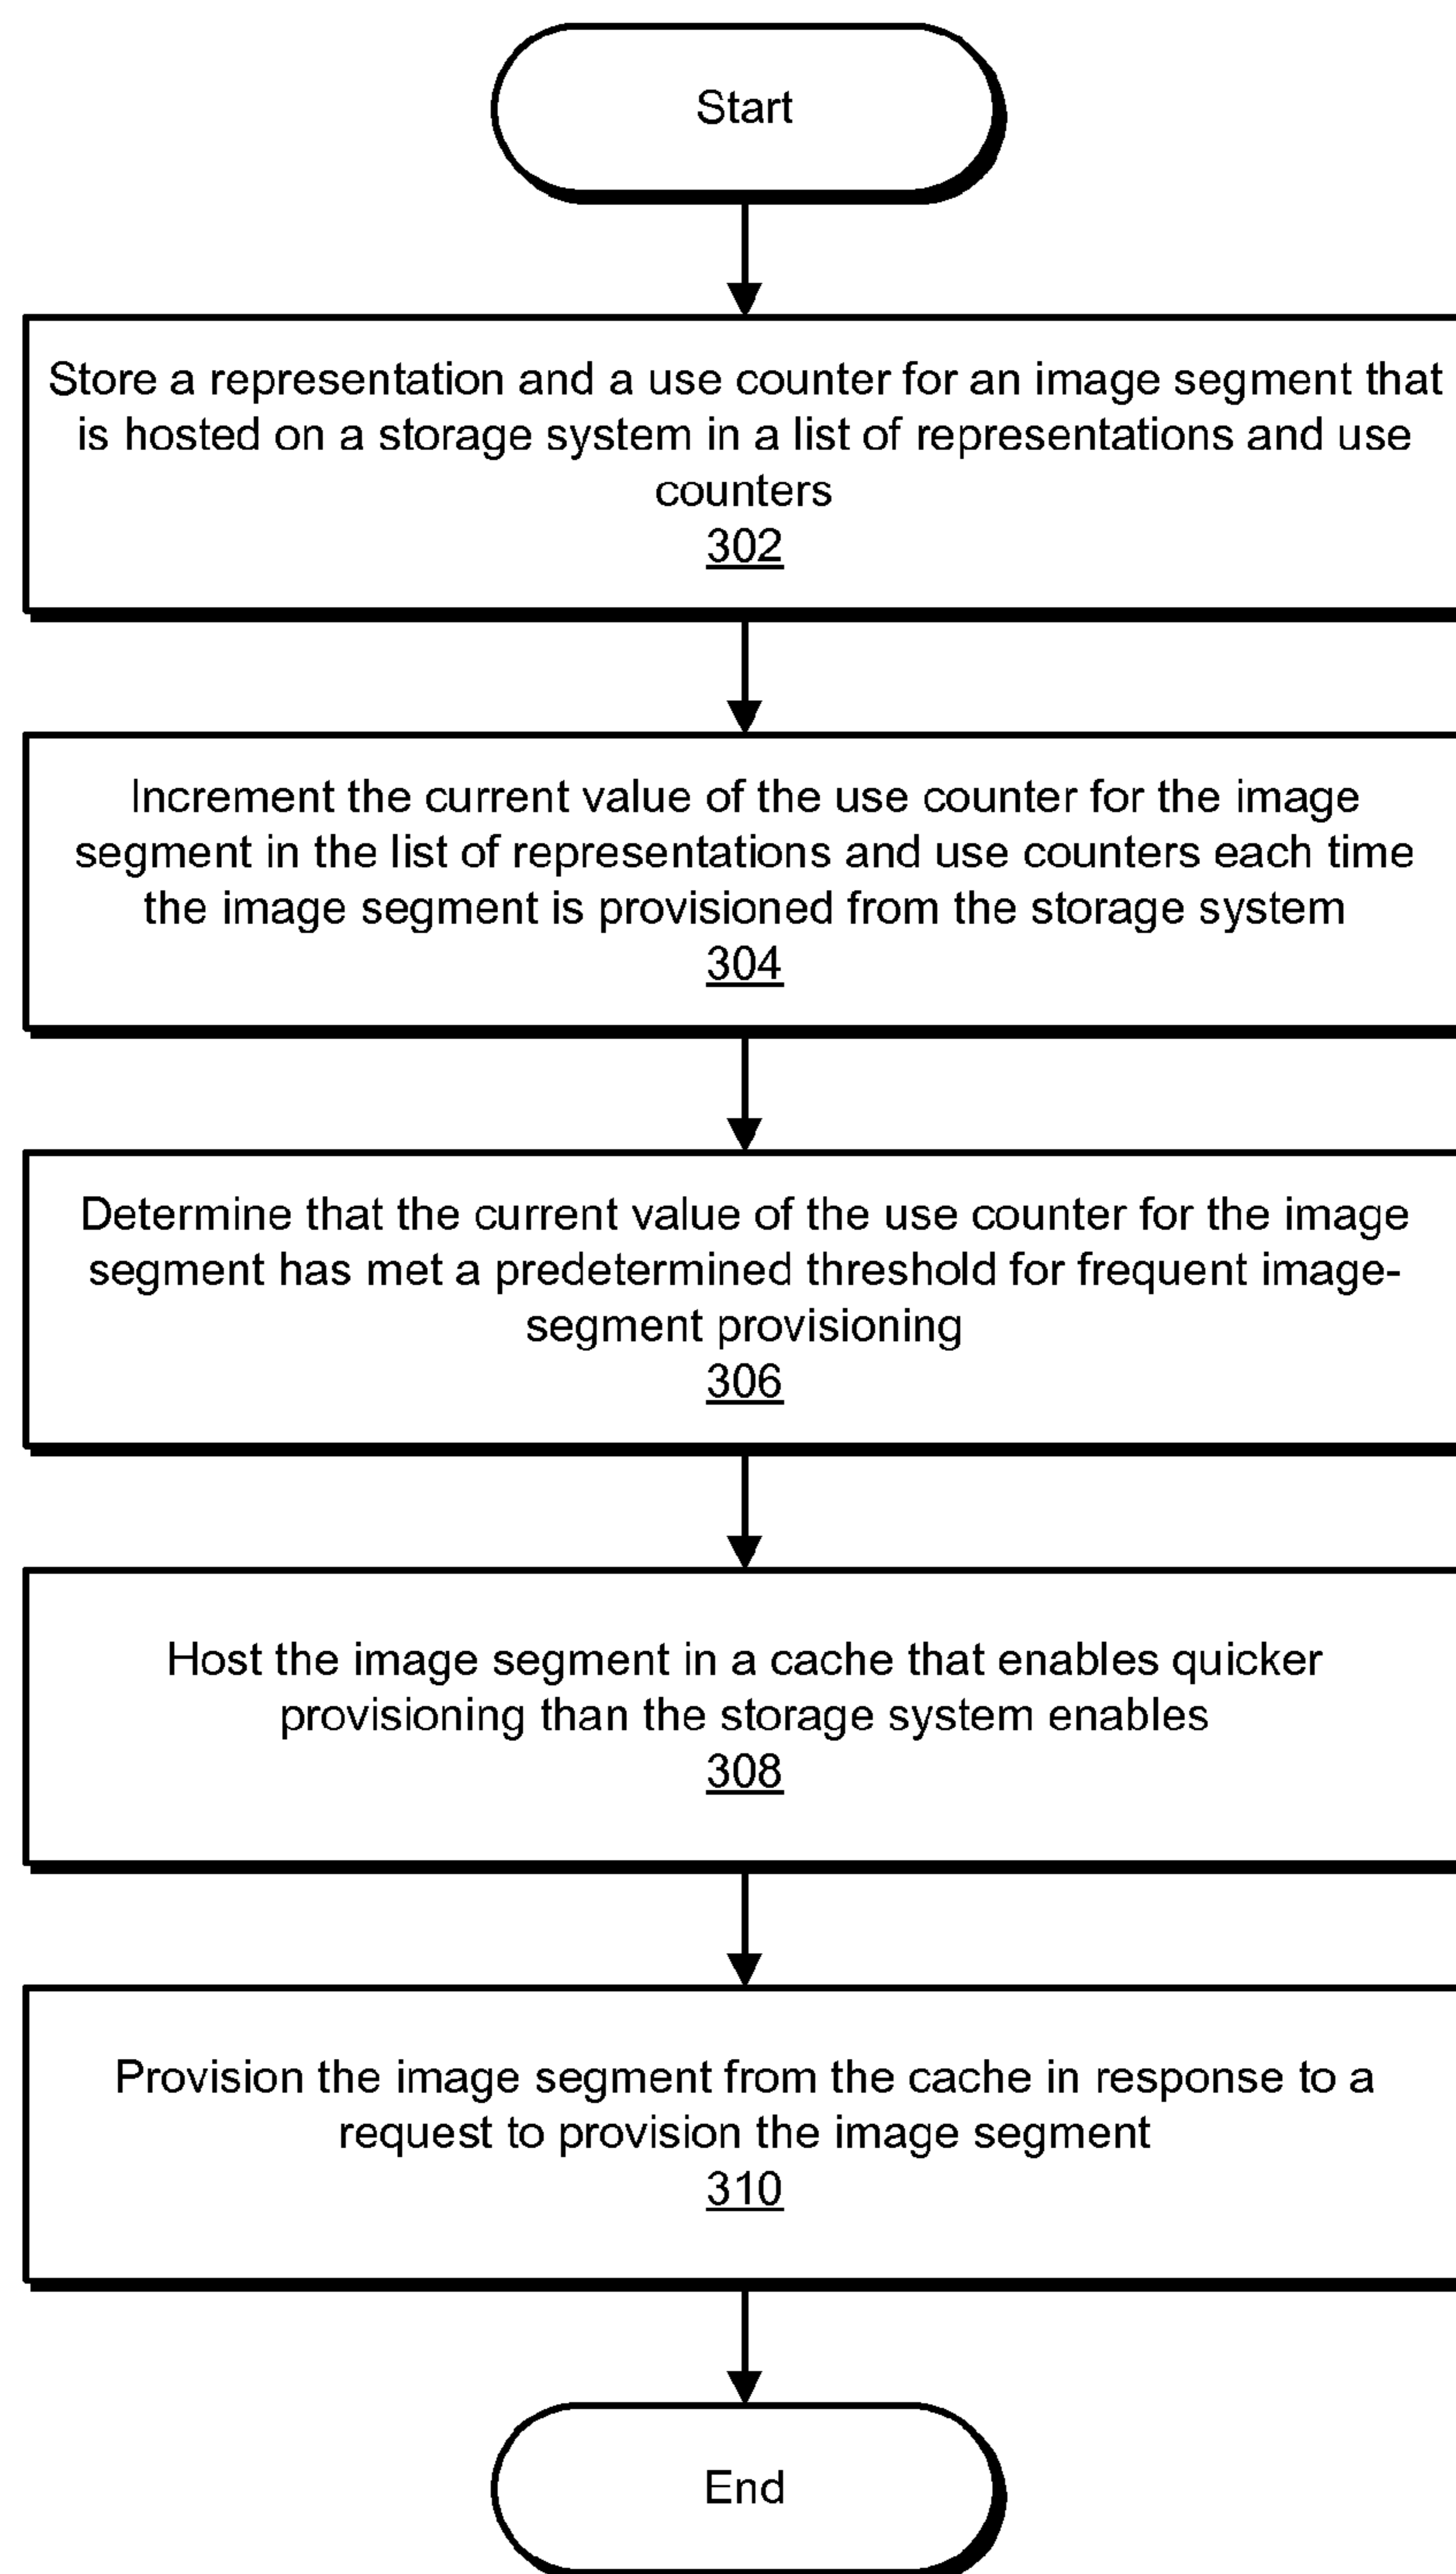 Start
Store a representation and a use counter for an image segment that
is hosted on a storage system in a list of representations and use
counters
302
Increment the current value of the use counter for the image
segment in the list of representations and use counters each time
the image segment is provisioned from the storage system
304
Determine that the current value of the use counter for the image
segment has met a predetermined threshold for frequent image-
segment provisioning
306
Host the image segment in a cache that enables quicker
provisioning than the storage system enables
308
Provision the image segment from the cache in response to a
request to provision the image segment
310
End